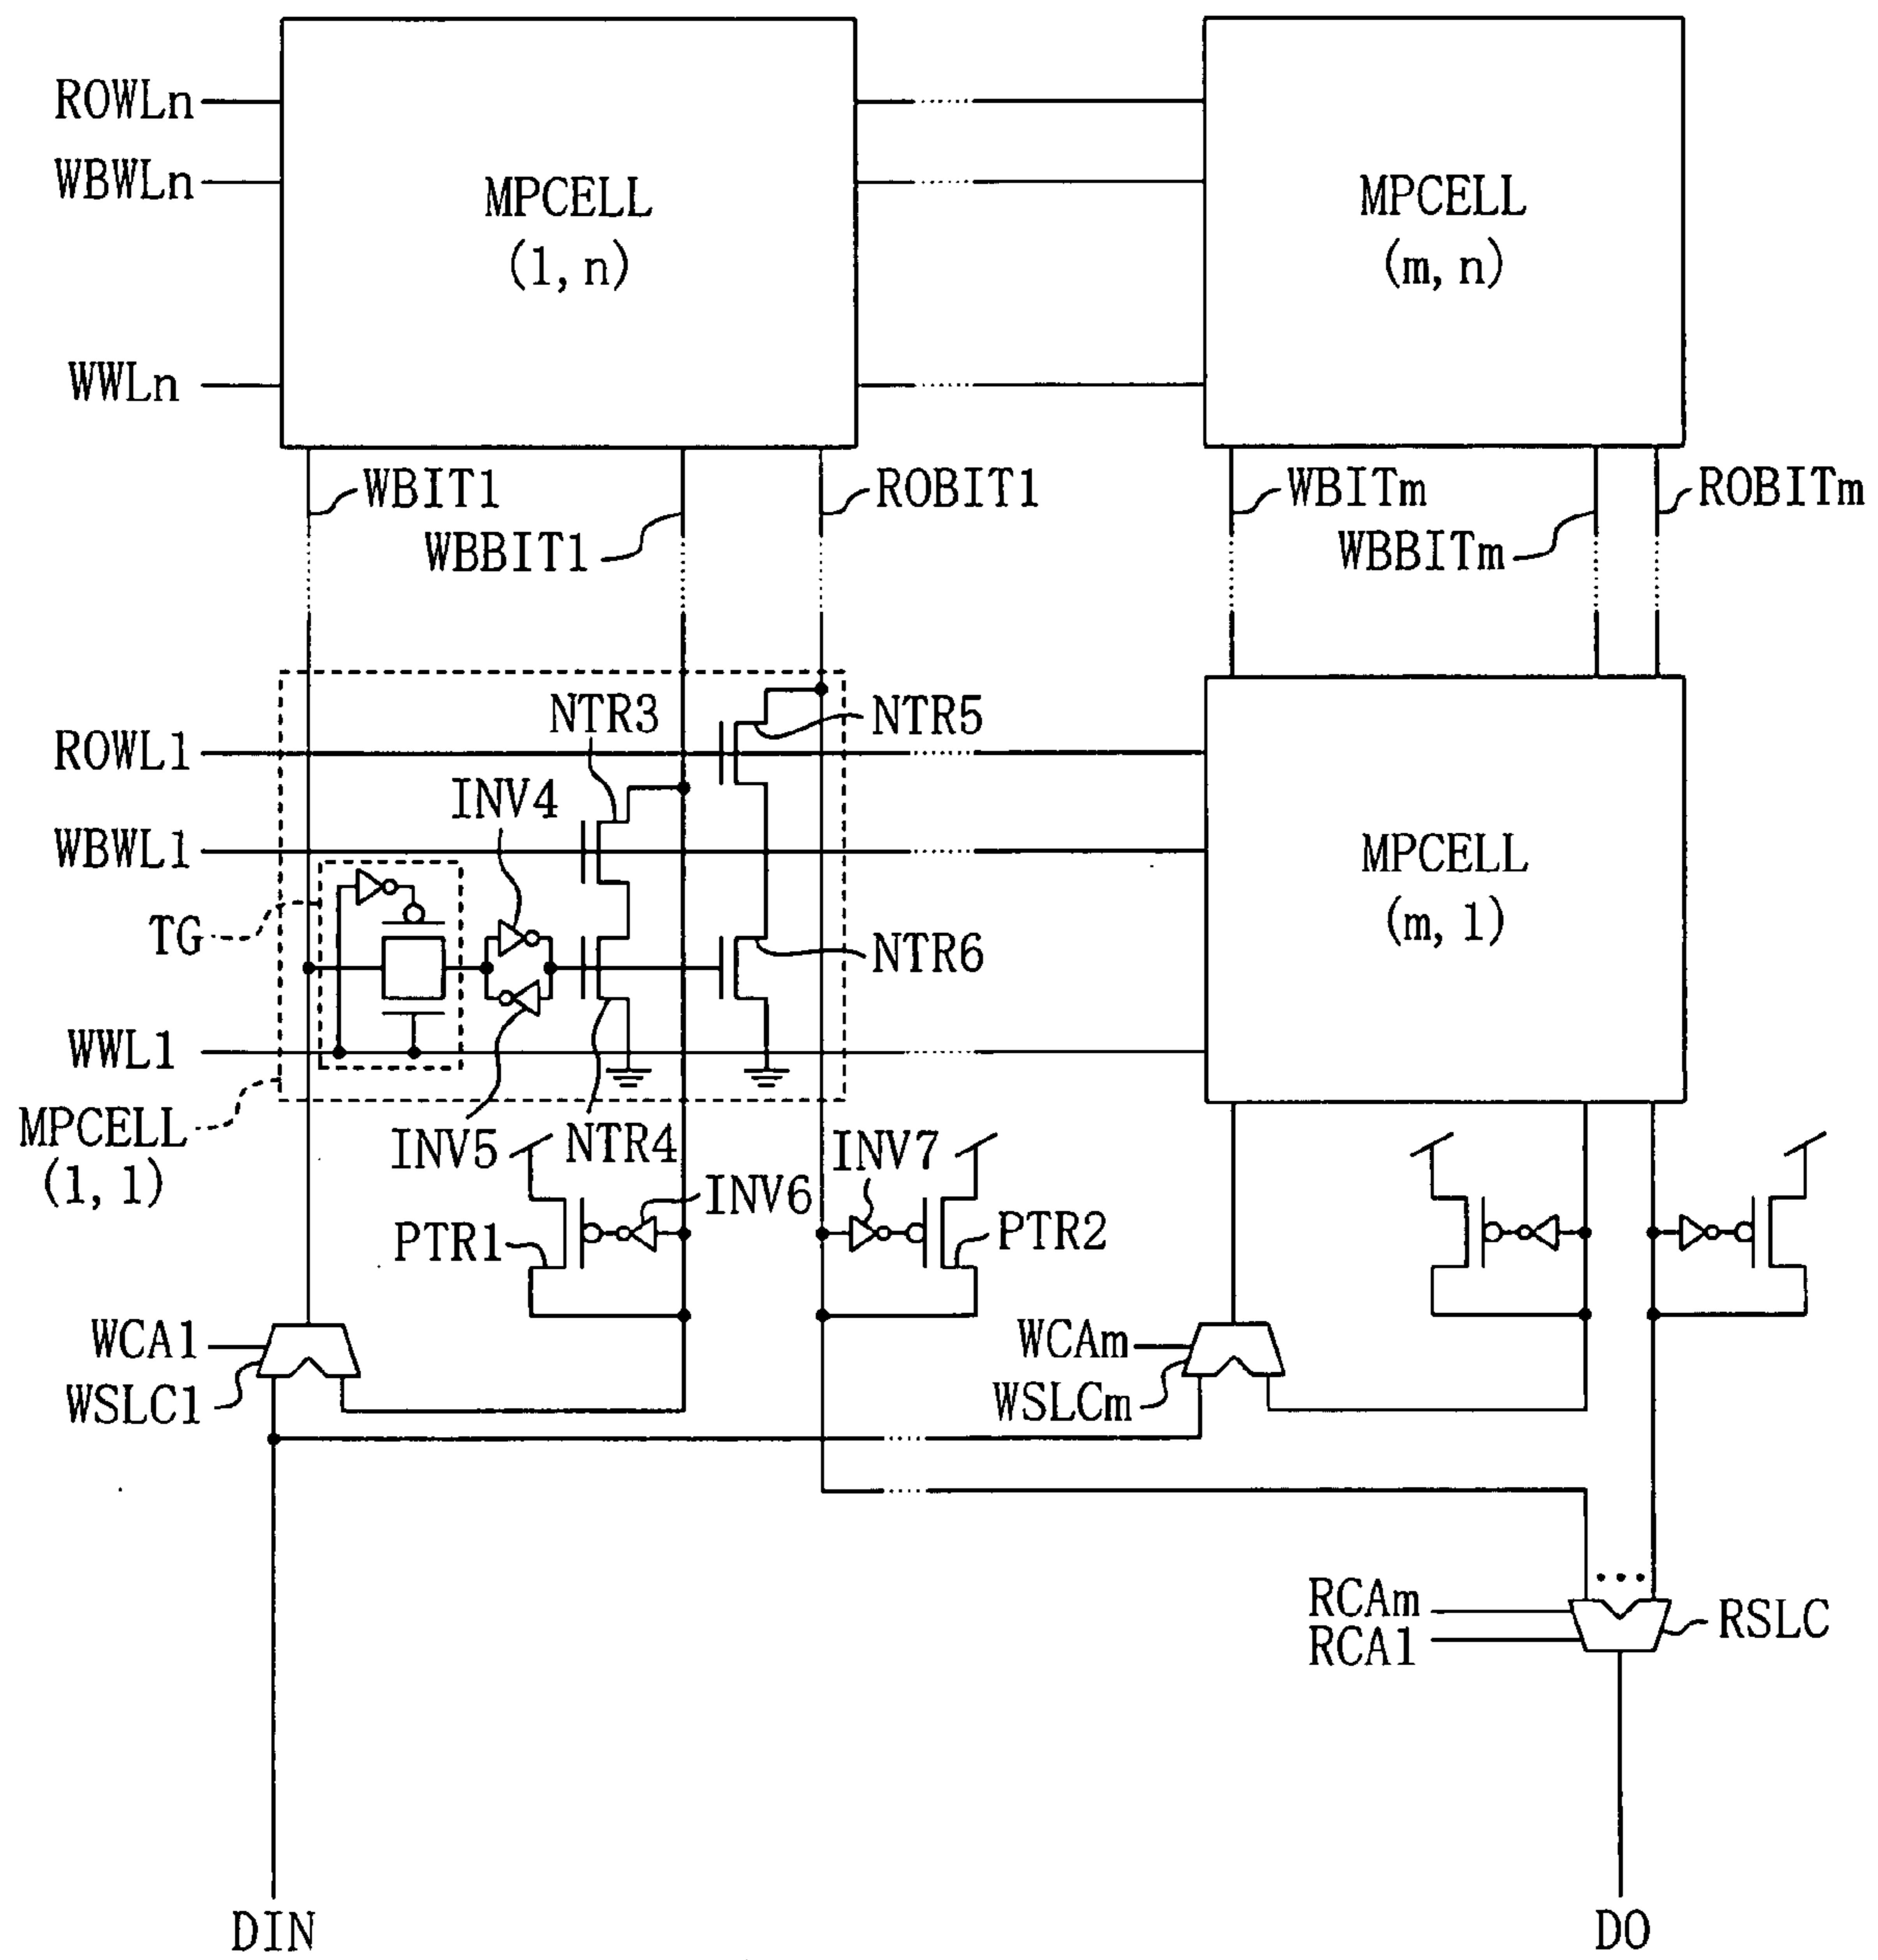 ROWLn
WBWLn
WWLn
MPCELL
(1,n)
MPCELL
(m,n)
WBIT1
WBBIT1
ROBIT1
WBITm
WBBITm
ROBITm
ROWL1
WBWL1
TG
WWL1
MPCELL
(1,1)
NTR3
INV4
NTR5
NTR6
INV5
NTR4
MPCELL
(m,1)
PTR1
INV6
INV7
PTR2
WCA1
WSLC1
WCAm
WSLCm
RCAm
RCA1
RSLC
DIN
DO